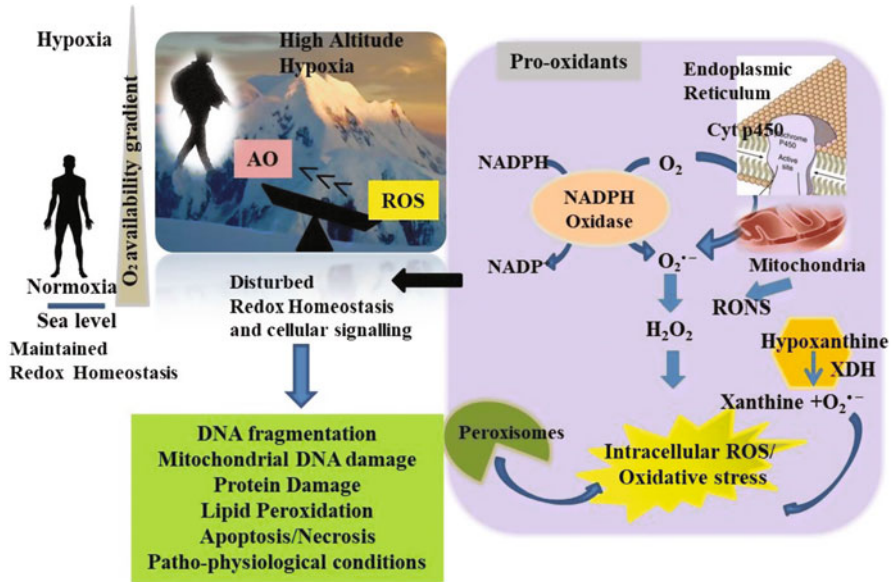 Hypoxia
O₂ availability gradient
Normoxia
Sea level
Maintained
Redox Homeostasis
High Altitude
Hypoxia
AO
ROS
Disturbed
Redox Homeostasis
and cellular signalling
DNA fragmentation
Mitochondrial DNA damage
Protein Damage
Lipid Peroxidation
Apoptosis/Necrosis
Patho-physiological conditions
Pro-oxidants
Endoplasmic
Reticulum
Cyt p450
P450
Active
site
NADPH
O₂
NADPH
Oxidase
NADP
O₂•−
Mitochondria
RONS
H₂O₂
Hypoxanthine
XDH
Xanthine +O₂•−
Peroxisomes
Intracellular ROS/
Oxidative stress